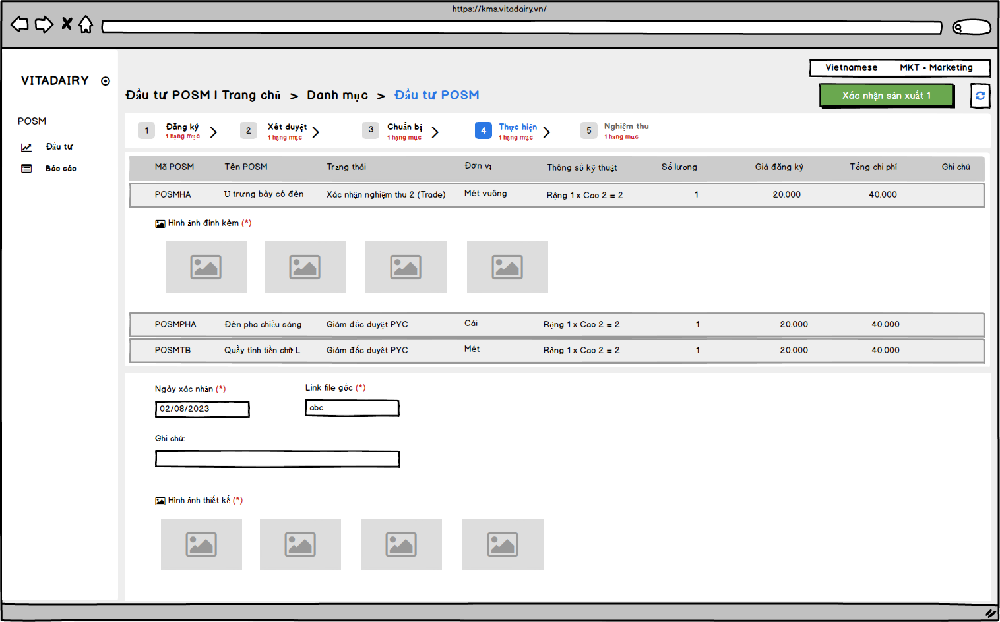 https://kms.vitadairy.vn/
VITADAIRY
POSM
Đầu tư
Báo cáo
Vietnamese MKT - Marketing
Đầu tư POSM | Trang chủ > Danh mục > Đầu tư POSM
Xác nhận sản xuất 1
1 Đăng ký 1 hạng mục
2 Xét duyệt 1 hạng mục
3 Chuẩn bị 1 hạng mục
4 Thực hiện 1 hạng mục
5 Nghiệm thu 1 hạng mục
Mã POSM Tên POSM Trạng thái Đơn vị Thông số kỹ thuật Số lượng Giá đăng ký Tổng chi phí Ghi chú
POSMHA Ụ trưng bày có đèn Xác nhận nghiệm thu 2 (Trade) Mét vuông Rộng 1 x Cao 2 = 2 1 20.000 40.000
Hình ảnh đính kèm (*)
POSMPHA Đèn pha chiếu sáng Giám đốc duyệt PYC Cái Rộng 1 x Cao 2 = 2 1 20.000 40.000
POSMTB Quầy tính tiền chữ L Giám đốc duyệt PYC Mét Rộng 1 x Cao 2 = 2 1 20.000 40.000
Ngày xác nhận (*) Link file gốc (*)
02/08/2023 abc
Ghi chú:
Hình ảnh thiết kế (*)